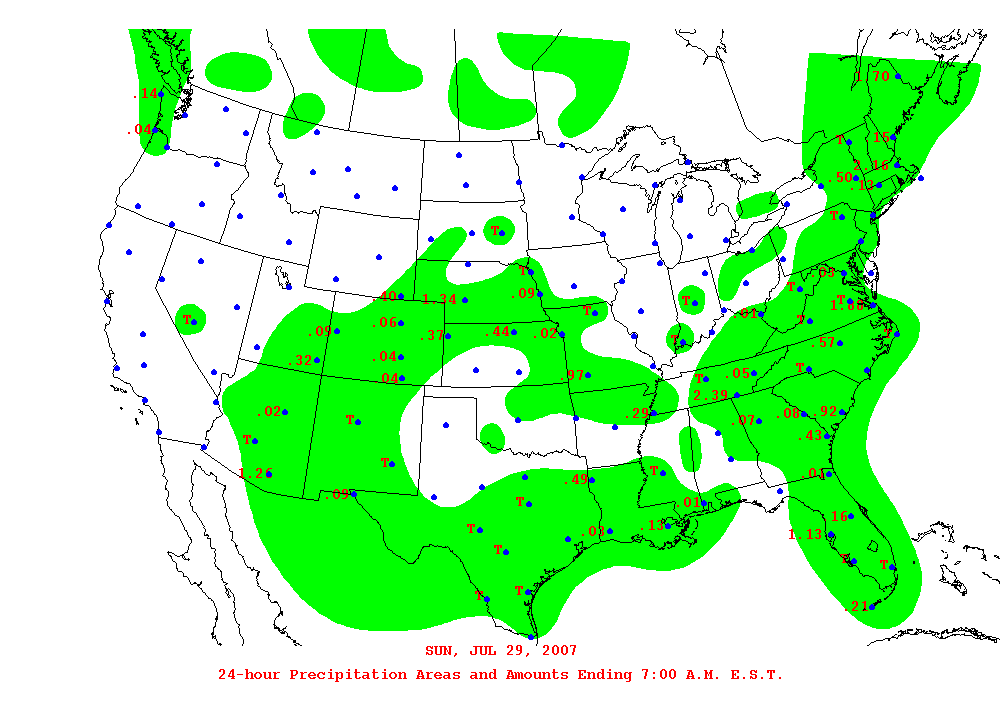 1.70
.14
.04
T
.15
2.16
.50
.13
T
T
T
.03
T
.40
1.34
.09
T
T
1.88
.01
T
T
.06
T
.09
.37
.44
.02
T
.57
.32
.04
.04
.97
T
.05
T
2.39
.02
T
.29
.07
.08
.92
T
.43
T
1.26
T
.49
.09
T
.01
.16
T
.03
.13
1.13
T
T
T
T
T
.21
SUN, JUL 29, 2007
24-hour Precipitation Areas and Amounts Ending 7:00 A.M. E.S.T.